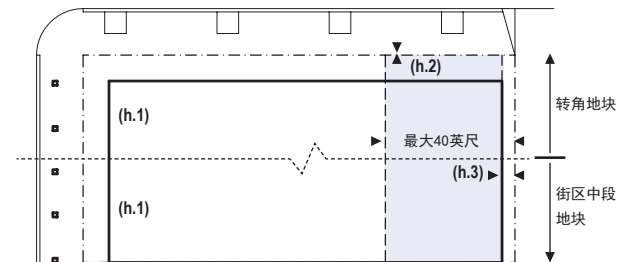 (h.2)
(h.1)
转角地块
最大40英尺
(h.3)
(h.1)
街区中段
地块